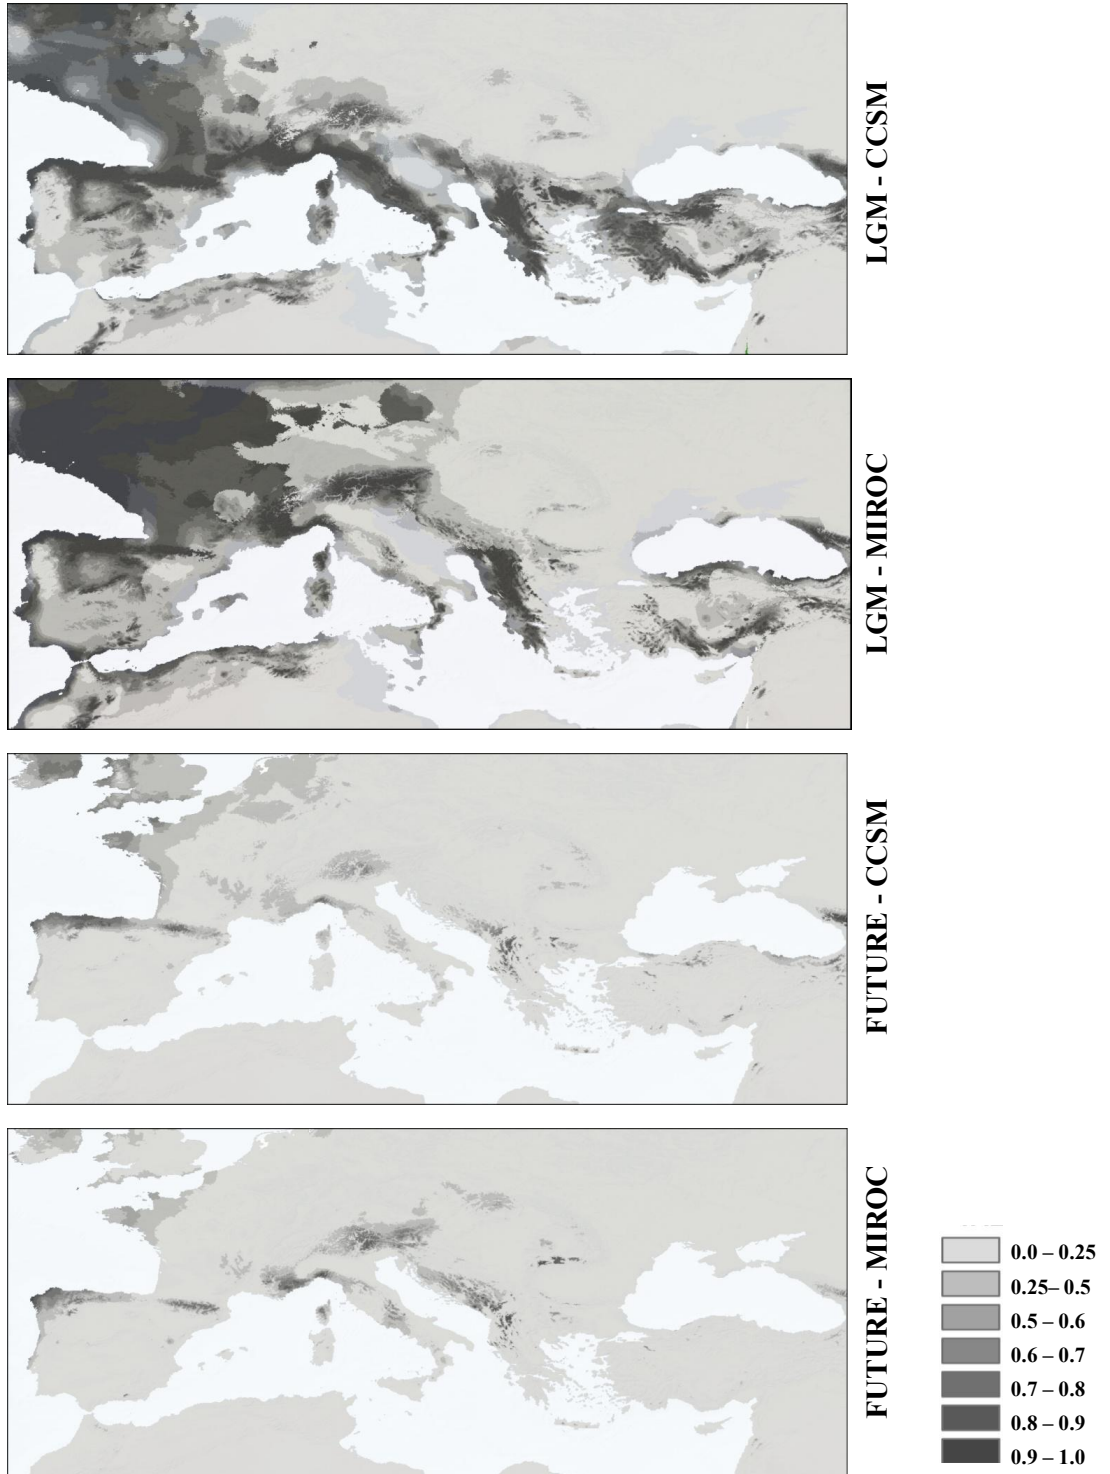 LGM - CCSM
LGM - MIROC
FUTURE - CCSM
FUTURE - MIROC
0.0 – 0.25
0.25– 0.5
0.5 – 0.6
0.6 – 0.7
0.7 – 0.8
0.8 – 0.9
0.9 – 1.0